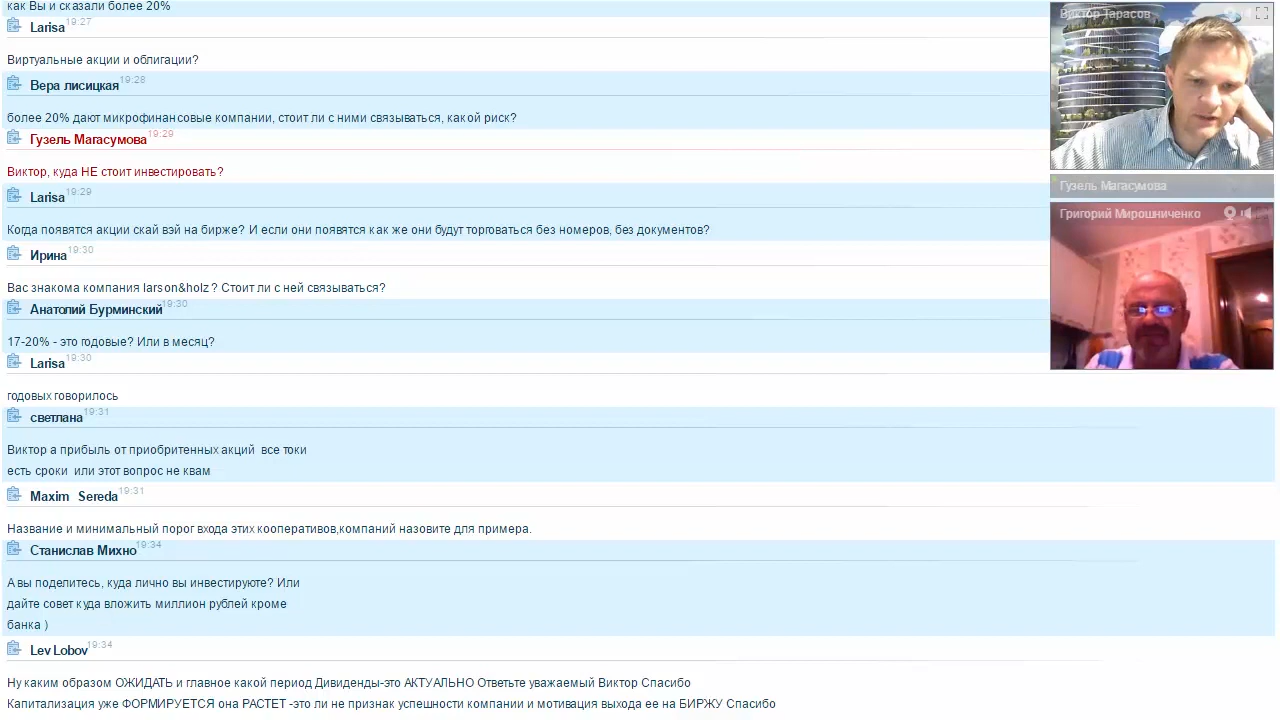 как Вы и сказали более 20%
Larisa 19:27
Виртуальные акции и облигации?
Вера лисицкая 19:28
более 20% дают микрофинансовые компании, стоит ли с ними связываться, какой риск?
Гузель Магасумова 19:29
Виктор, куда НЕ стоит инвестировать?
Larisa 19:29
Когда появятся акции скай вэй на бирже? И если они появятся как же они будут торговаться без номеров, без документов?
Ирина 19:30
Вас знакома компания larson&holz ? Стоит ли с ней связываться?
Анатолий Бурминский 19:30
17-20% - это годовые? Или в месяц?
Larisa 19:30
годовых говорилось
светлана 19:31
Виктор а прибыль от приобритенных акций все токи
есть сроки или этот вопрос не квам
Maxim Sereda 19:31
Название и минимальный порог входа этих кооперативов,компаний назовите для примера.
Станислав Михно 19:34
А вы поделитесь, куда лично вы инвестируюте? Или
дайте совет куда вложить миллион рублей кроме
банка )
Lev Lobov 19:34
Ну каким образом ОЖИДАТЬ и главное какой период Дивиденды-это АКТУАЛЬНО Ответьте уважаемый Виктор Спасибо
Капитализация уже ФОРМИРУЕТСЯ она РАСТЕТ -это ли не признак успешности компании и мотивация выхода ее на БИРЖУ Спасибо
Виктор Тарасов
Гузель Магасумова
Григорий Мирошниченко